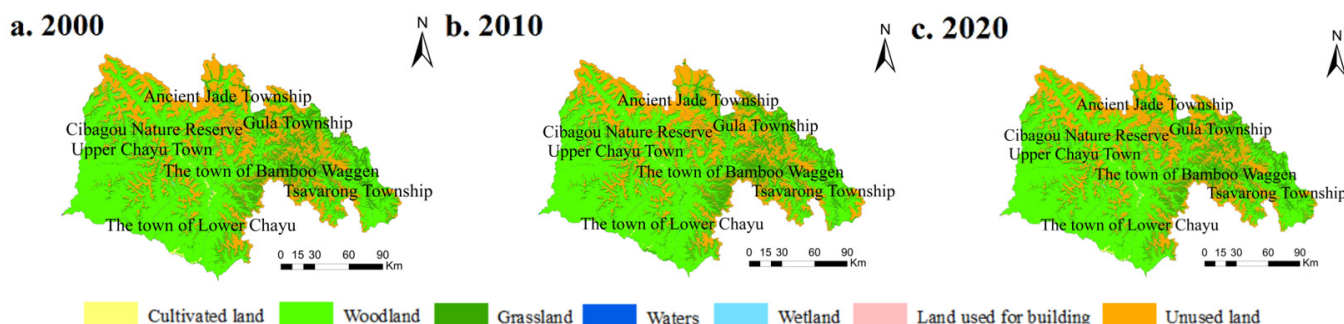 a. 2000
N
Ancient Jade Township
Cibagou Nature Reserve
Gula Township
Upper Chayu Town
The town of Bamboo Waggen
Tsavarong Township
The town of Lower Chayu
0 15 30 60 90
Km
b. 2010
N
Ancient Jade Township
Cibagou Nature Reserve
Gula Township
Upper Chayu Town
The town of Bamboo Waggen
Tsavarong Township
The town of Lower Chayu
0 15 30 60 90
Km
c. 2020
N
Ancient Jade Township
Cibagou Nature Reserve
Gula Township
Upper Chayu Town
The town of Bamboo Waggen
Tsavarong Township
The town of Lower Chayu
0 15 30 60 90
Km
Cultivated land Woodland Grassland Waters Wetland Land used for building Unused land